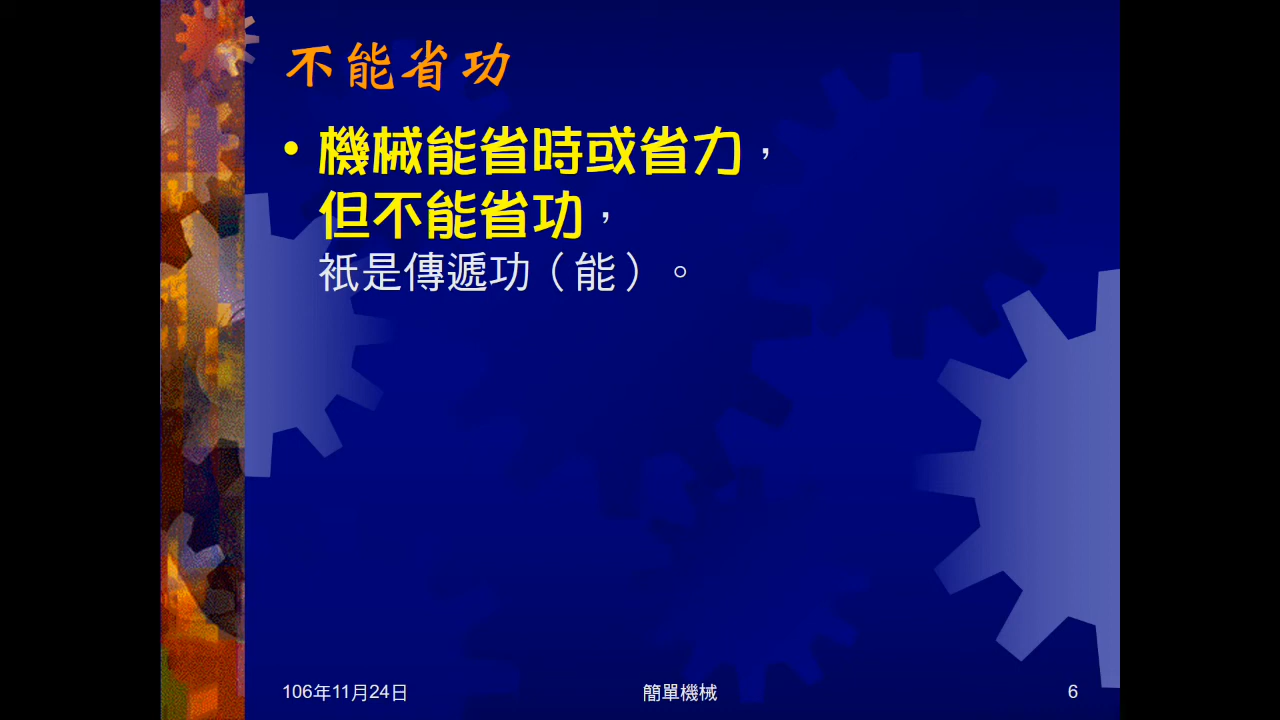 不能省功
• 機械能省時或省力，
但不能省功，
衹是傳遞功（能）。
106年11月24日
簡單機械
6